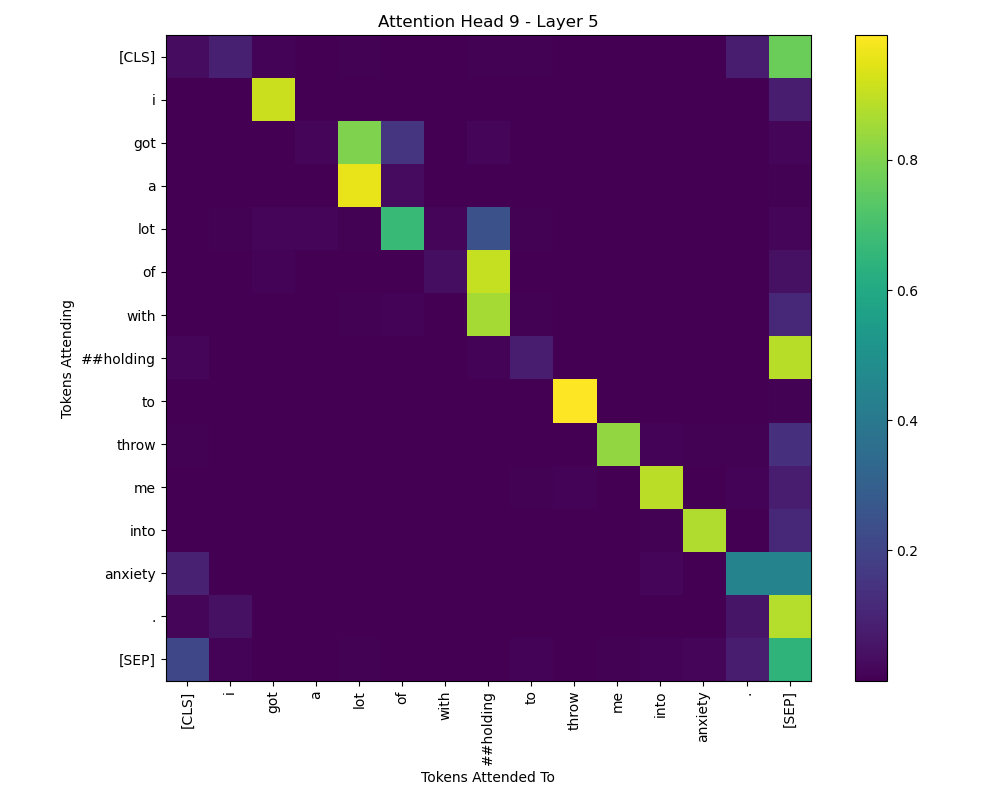 Attention Head 9 - Layer 5
[CLS]
i
got
a
lot
of
with
##holding
to
throw
me
into
anxiety
.
[SEP]
Tokens Attending
[CLS]
i
got
a
lot
of
with
##holding
to
throw
me
into
anxiety
.
[SEP]
Tokens Attended To
0.8
0.6
0.4
0.2